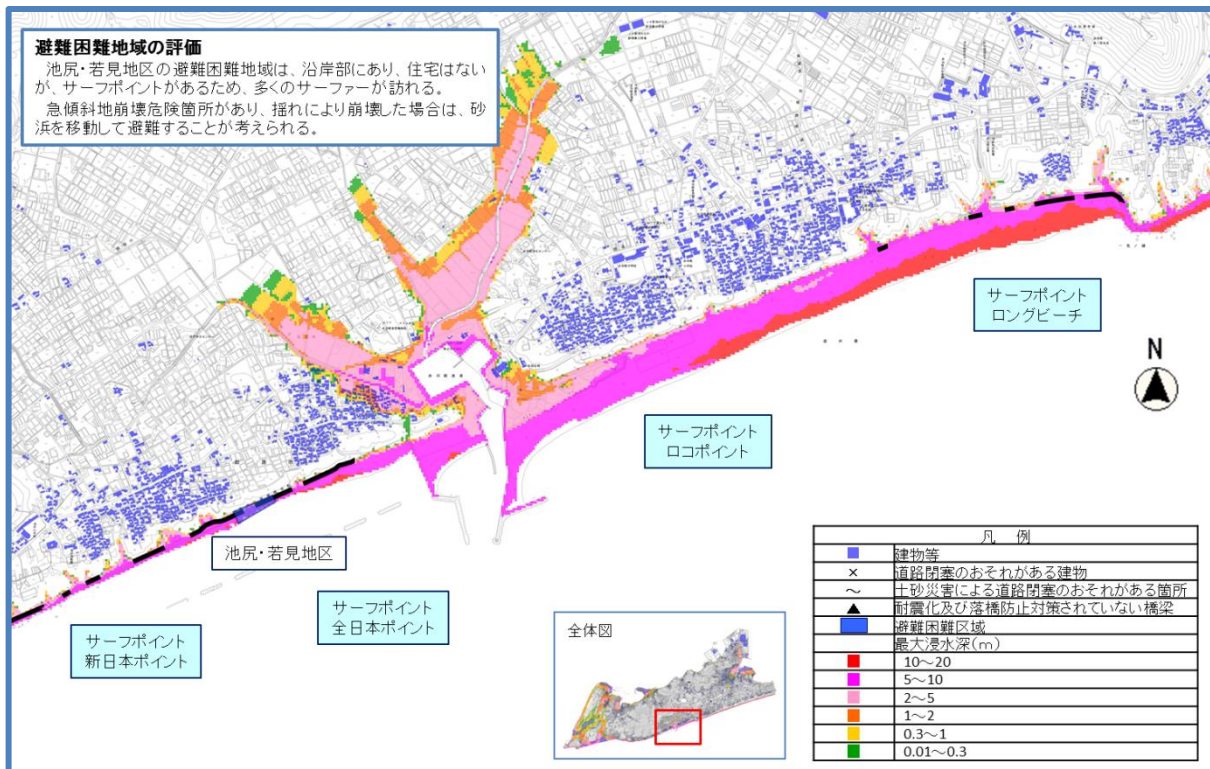 避難困難地域の評価
池尻・若見地区の避難困難地域は、沿岸部にあり、住宅はない
が、サーフポイントがあるため、多くのサーファーが訪れる。
急傾斜地崩壊危険箇所があり、揺れにより崩壊した場合は、砂
浜を移動して避難することが考えられる。
サーフポイント
ロングビーチ
N
サーフポイント
ロコポイント
池尻・若見地区
サーフポイント
全日本ポイント
サーフポイント
新日本ポイント
全体図
凡 例
建物等
× 道路閉塞のおそれがある建物
～ 土砂災害による道路閉塞のおそれがある箇所
▲ 耐震化及び落橋防止対策されていない橋梁
避難困難区域
最大浸水深(m)
10～20
5～10
2～5
1～2
0.3～1
0.01～0.3